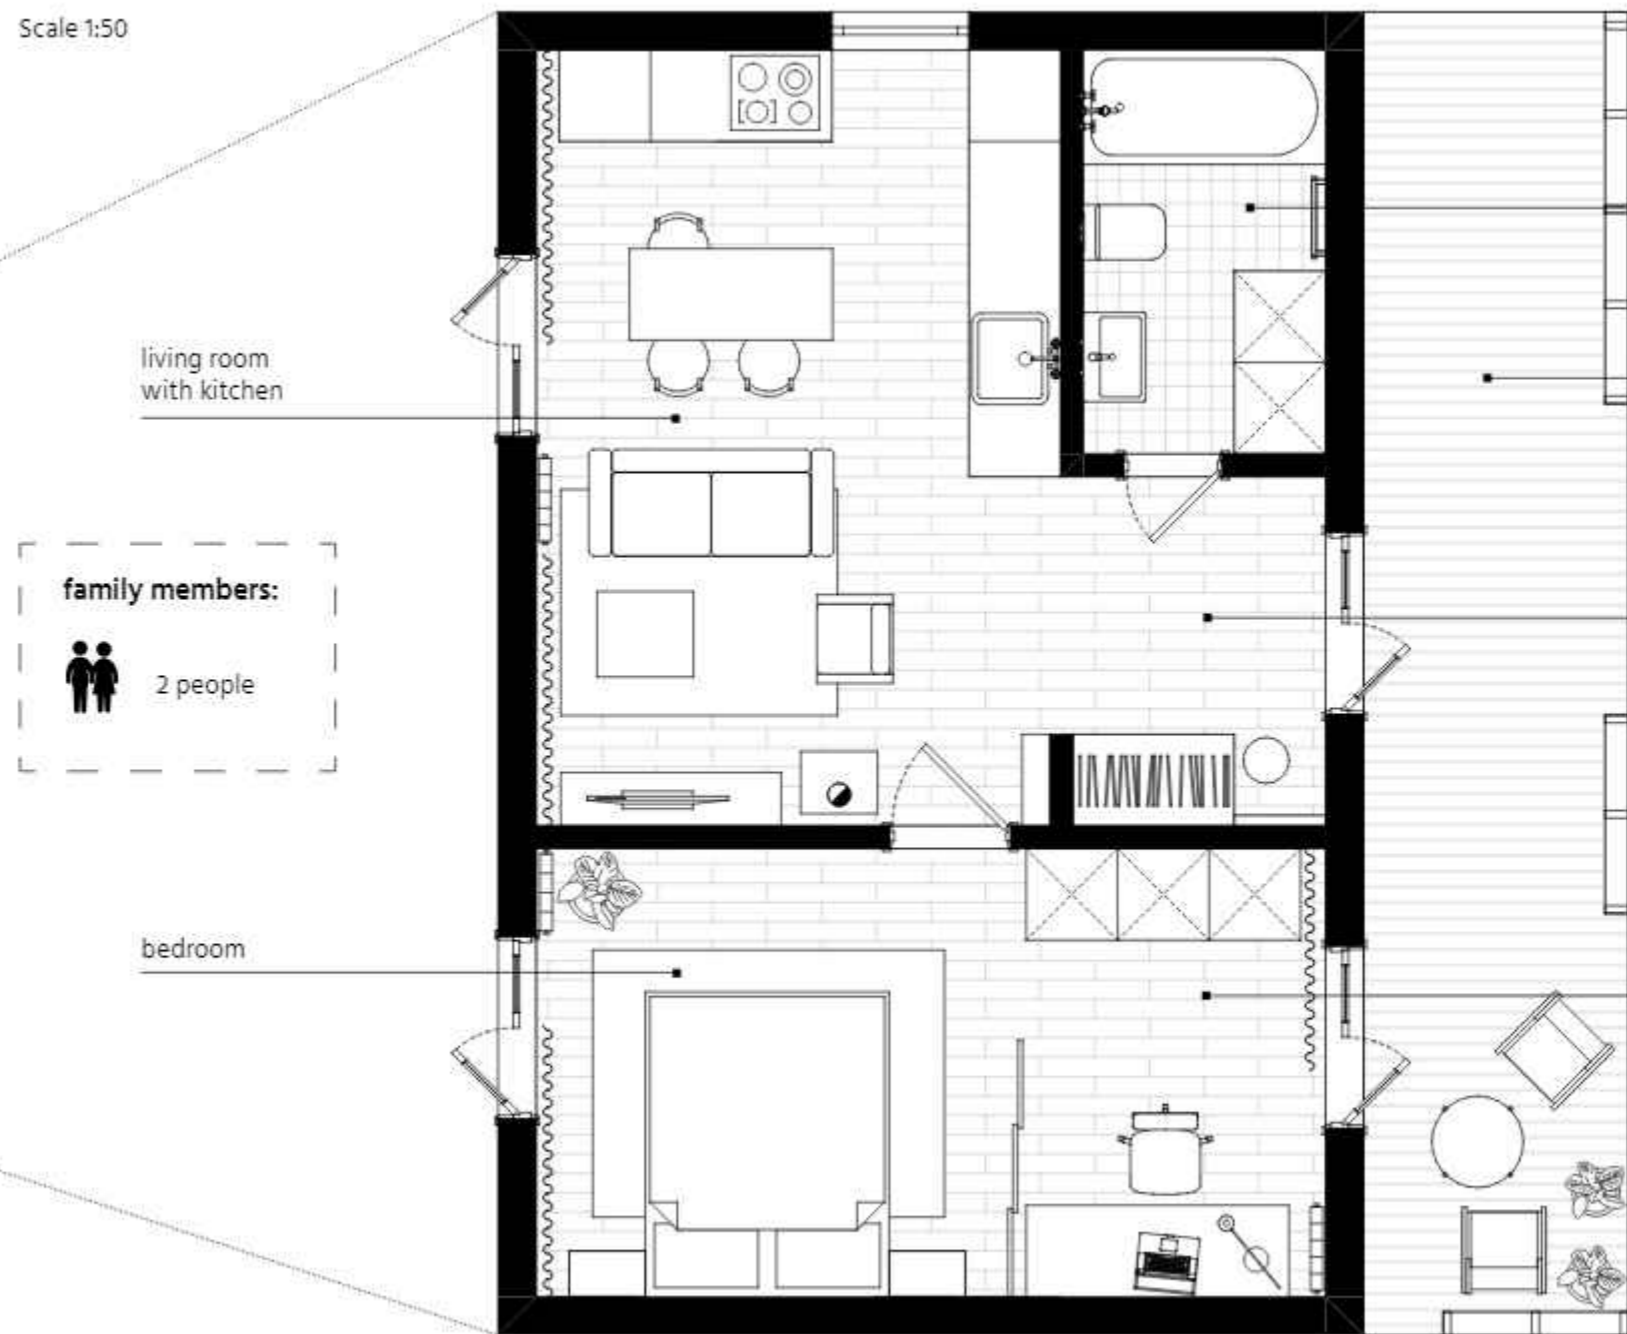 Scale 1:50
living room
with kitchen
family members:
2 people
bedroom